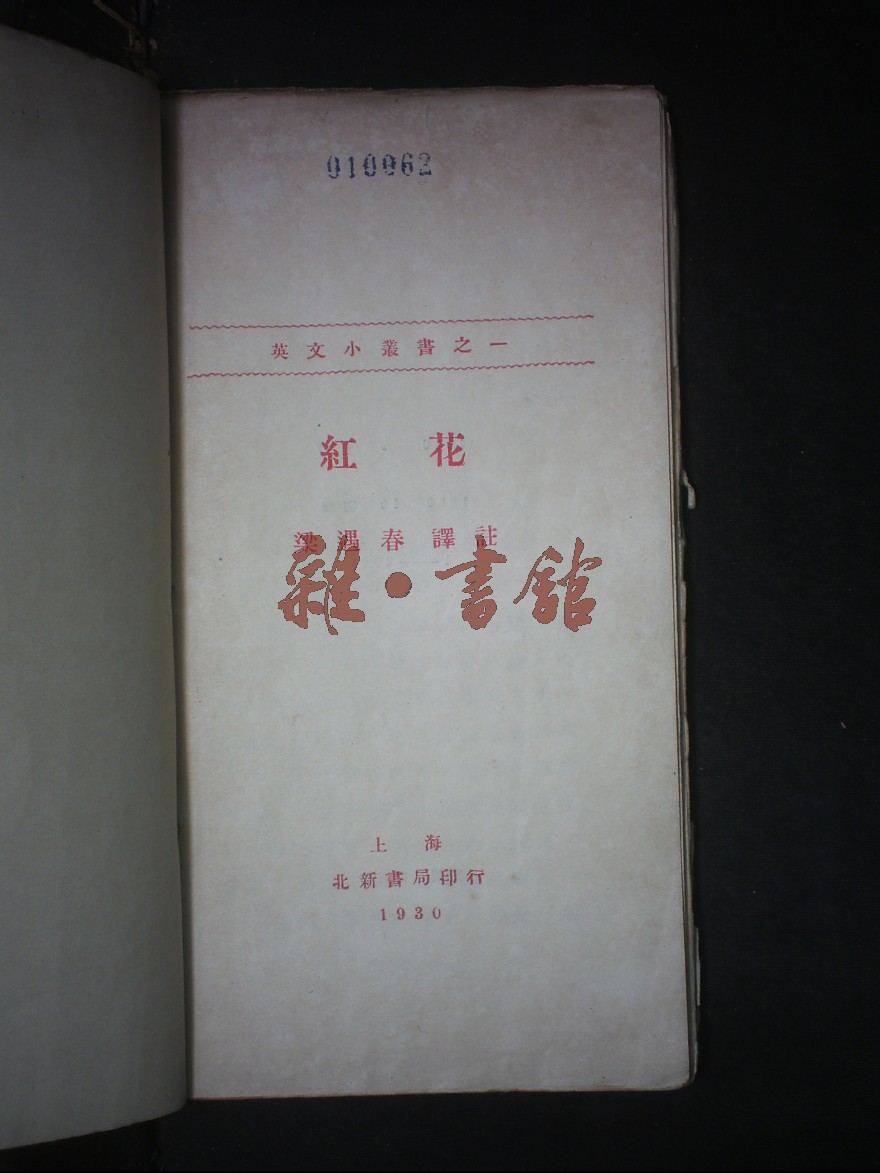 010062
英文小叢書之一
紅花
梁遇春譯註
雜·書館
上海
北新書局印行
1930